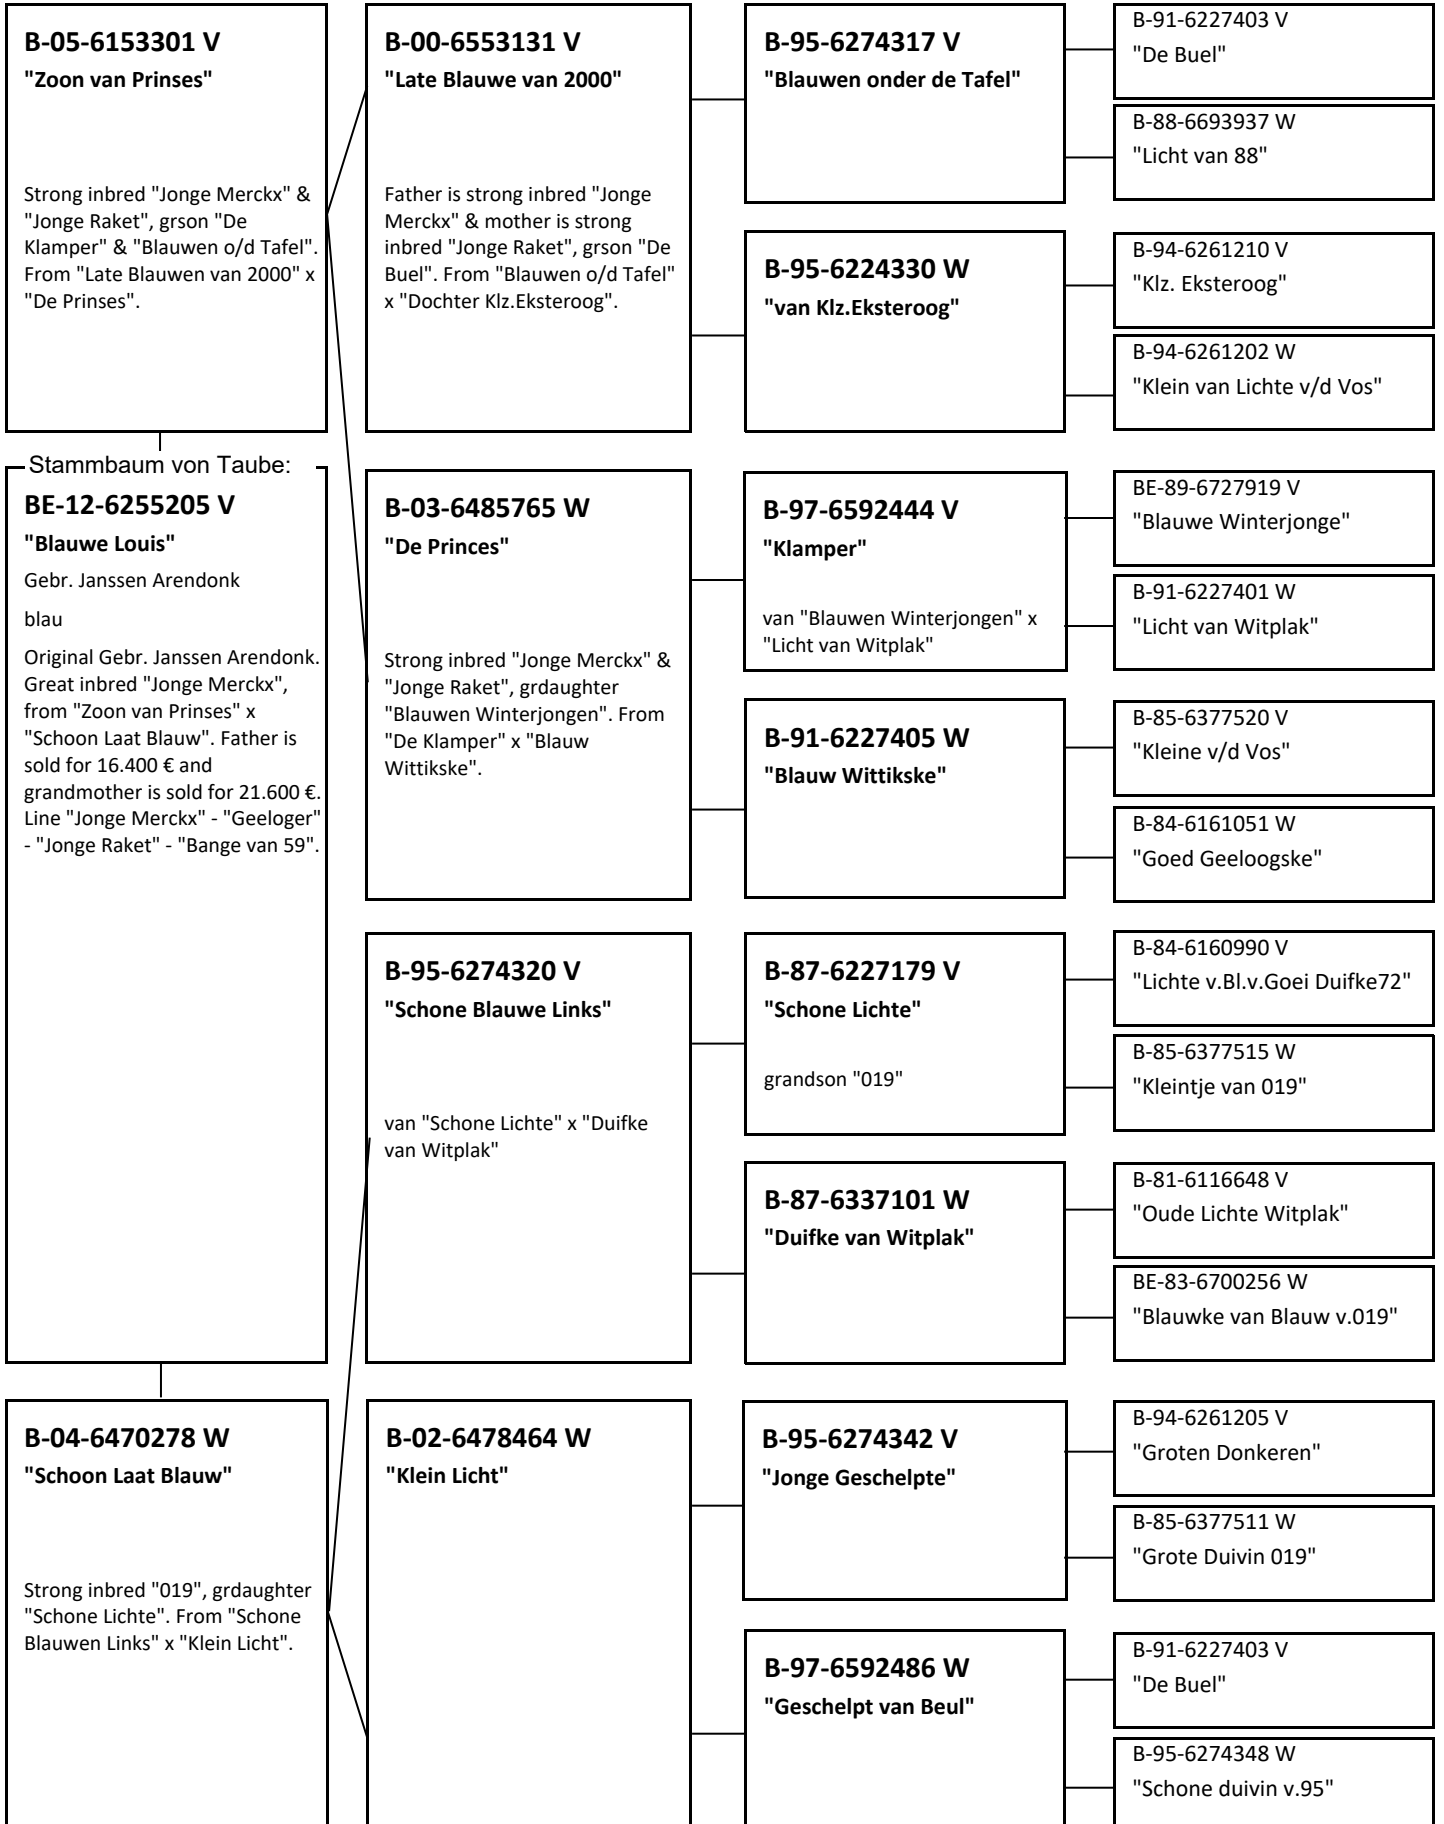 B-05-6153301 V
"Zoon van Prinses"
Strong inbred "Jonge Merckx" &
"Jonge Raket", grson "De
Klamper" & "Blauwen o/d Tafel".
From "Late Blauwen van 2000" x
"De Prinses".
Stammbaum von Taube:
BE-12-6255205 V
"Blauwe Louis"
Gebr. Janssen Arendonk
blau
Original Gebr. Janssen Arendonk.
Great inbred "Jonge Merckx",
from "Zoon van Prinses" x
"Schoon Laat Blauw". Father is
sold for 16.400 € and
grandmother is sold for 21.600 €.
Line "Jonge Merckx" - "Geeloger"
- "Jonge Raket" - "Bange van 59".
B-04-6470278 W
"Schoon Laat Blauw"
Strong inbred "019", grdaughter
"Schone Lichte". From "Schone
Blauwen Links" x "Klein Licht".
B-00-6553131 V
"Late Blauwe van 2000"
Father is strong inbred "Jonge
Merckx" & mother is strong
inbred "Jonge Raket", grson "De
Buel". From "Blauwen o/d Tafel"
x "Dochter Klz.Eksteroog".
B-03-6485765 W
"De Princes"
Strong inbred "Jonge Merckx" &
"Jonge Raket", grdaughter
"Blauwen Winterjongen". From
"De Klamper" x "Blauw
Wittikske".
B-95-6274320 V
"Schone Blauwe Links"
van "Schone Lichte" x "Duifke
van Witplak"
B-02-6478464 W
"Klein Licht"
B-95-6274317 V
"Blauwen onder de Tafel"
B-95-6224330 W
"van Klz.Eksteroog"
B-97-6592444 V
"Klamper"
van "Blauwen Winterjongen" x
"Licht van Witplak"
B-91-6227405 W
"Blauw Wittikske"
B-87-6227179 V
"Schone Lichte"
grandson "019"
B-87-6337101 W
"Duifke van Witplak"
B-95-6274342 V
"Jonge Geschelpte"
B-97-6592486 W
"Geschelpt van Beul"
B-91-6227403 V
"De Buel"
B-88-6693937 W
"Licht van 88"
B-94-6261210 V
"Klz. Eksteroog"
B-94-6261202 W
"Klein van Lichte v/d Vos"
BE-89-6727919 V
"Blauwe Winterjonge"
B-91-6227401 W
"Licht van Witplak"
B-85-6377520 V
"Kleine v/d Vos"
B-84-6161051 W
"Goed Geeloogske"
B-84-6160990 V
"Lichte v.Bl.v.Goei Duifke72"
B-85-6377515 W
"Kleintje van 019"
B-81-6116648 V
"Oude Lichte Witplak"
BE-83-6700256 W
"Blauwke van Blauw v.019"
B-94-6261205 V
"Groten Donkeren"
B-85-6377511 W
"Grote Duivin 019"
B-91-6227403 V
"De Buel"
B-95-6274348 W
"Schone duivin v.95"